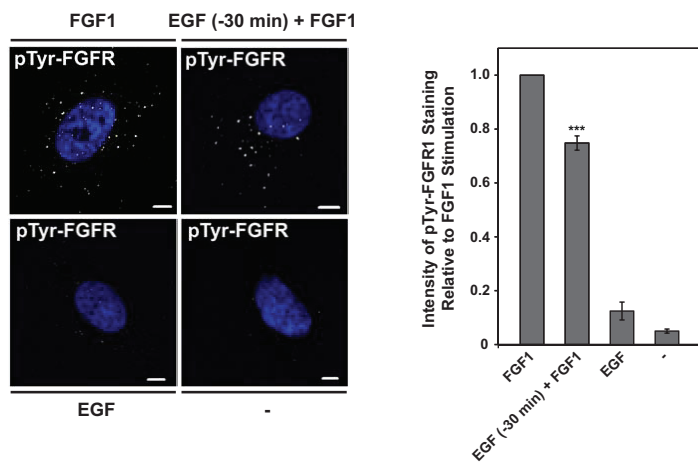 FGF1
EGF (-30 min) + FGF1
pTyr-FGFR
pTyr-FGFR
pTyr-FGFR
pTyr-FGFR
EGF
-
Intensity of pTyr-FGFR1 Staining
Relative to FGF1 Stimulation
1.0
0.8
0.6
0.4
0.2
0
***
FGF1
EGF (-30 min) + FGF1
EGF
-